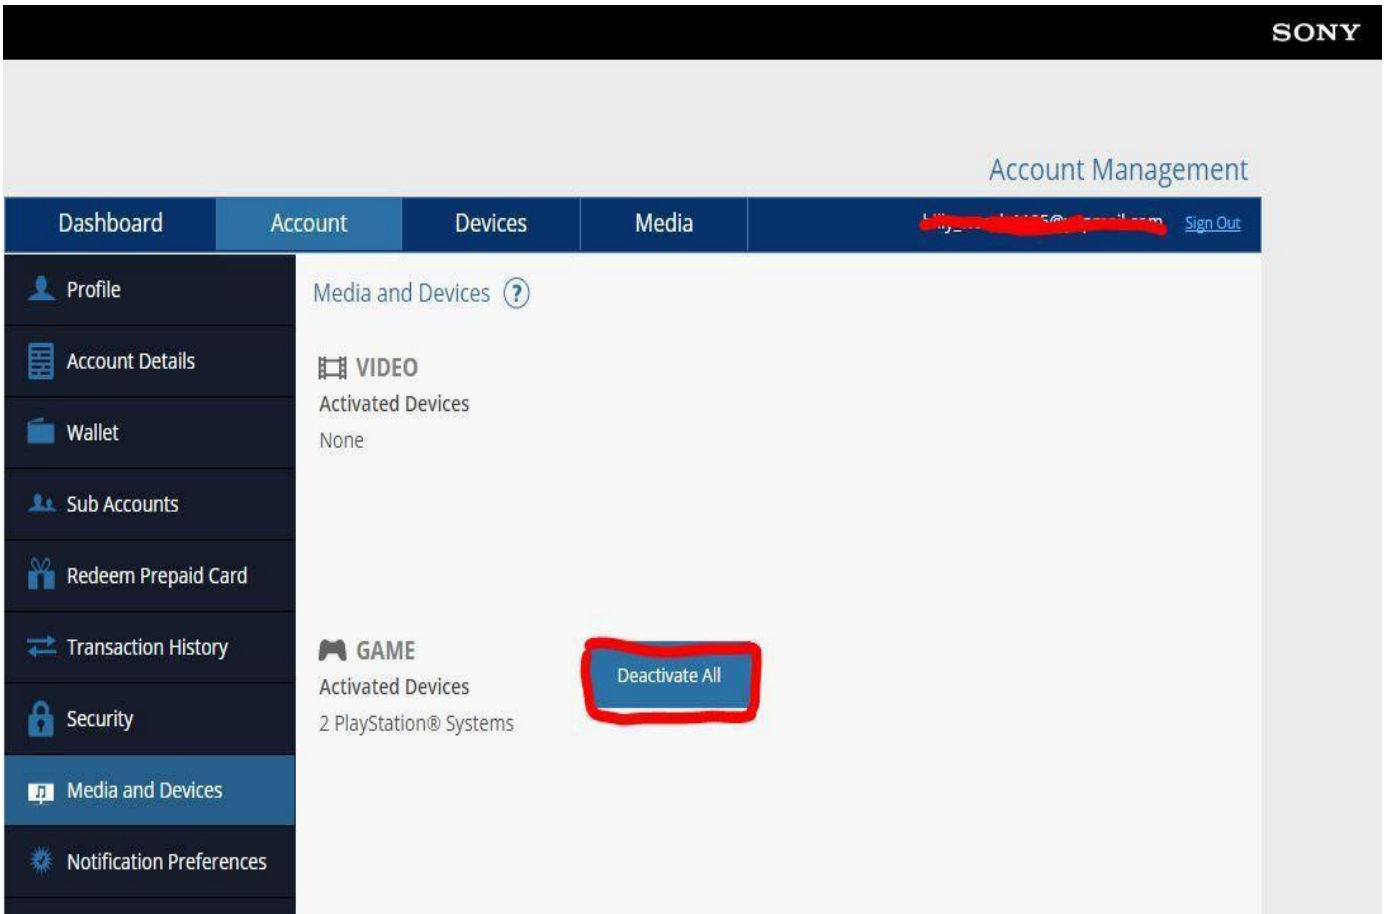 SONY
Account Management
Dashboard
Account
Devices
Media
Sign Out
Profile
Account Details
Wallet
Sub Accounts
Redeem Prepaid Card
Transaction History
Security
Media and Devices
Notification Preferences
Media and Devices ?
VIDEO
Activated Devices
None
GAME
Activated Devices
2 PlayStation® Systems
Deactivate All